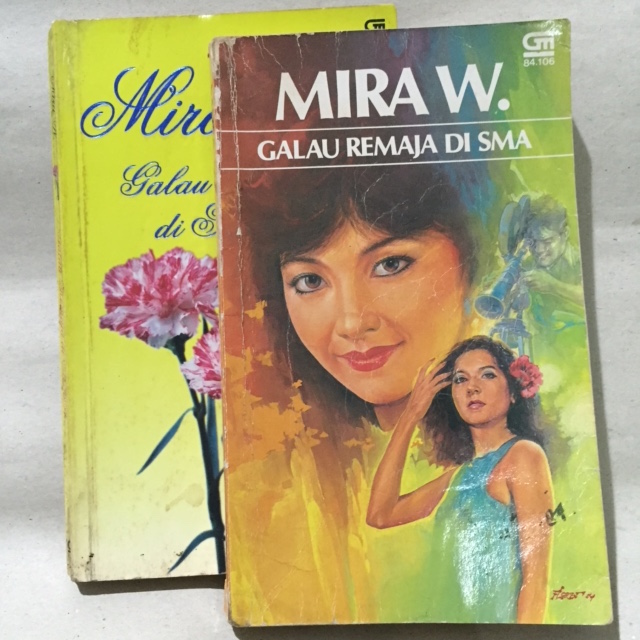 GM
84.106
MIRA W.
GALAU REMAJA DI SMA
Mir
Galau
di